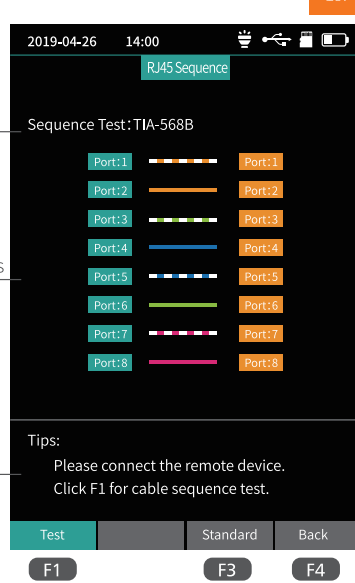 2019-04-26 14:00
RJ45 Sequence
Sequence Test:TIA-568B
Port:1 Port:1
Port:2 Port:2
Port:3 Port:3
Port:4 Port:4
Port:5 Port:5
Port:6 Port:6
Port:7 Port:7
Port:8 Port:8
Tips:
Please connect the remote device.
Click F1 for cable sequence test.
Test Standard Back
F1 F3 F4